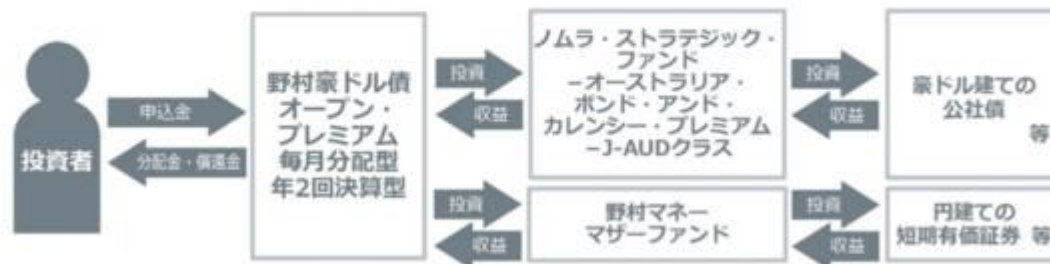 投資者
申込金
分配金・償還金
野村豪ドル債
オープン・
プレミアム
毎月分配型
年2回決算型
投資
収益
ノムラ・ストラテジック・
ファンド
−オーストラリア・
ボンド・アンド・
カレンシー・プレミアム
−J-AUDクラス
投資
収益
豪ドル建ての
公社債
等
投資
収益
野村マネー
マザーファンド
投資
収益
円建ての
短期有価証券 等